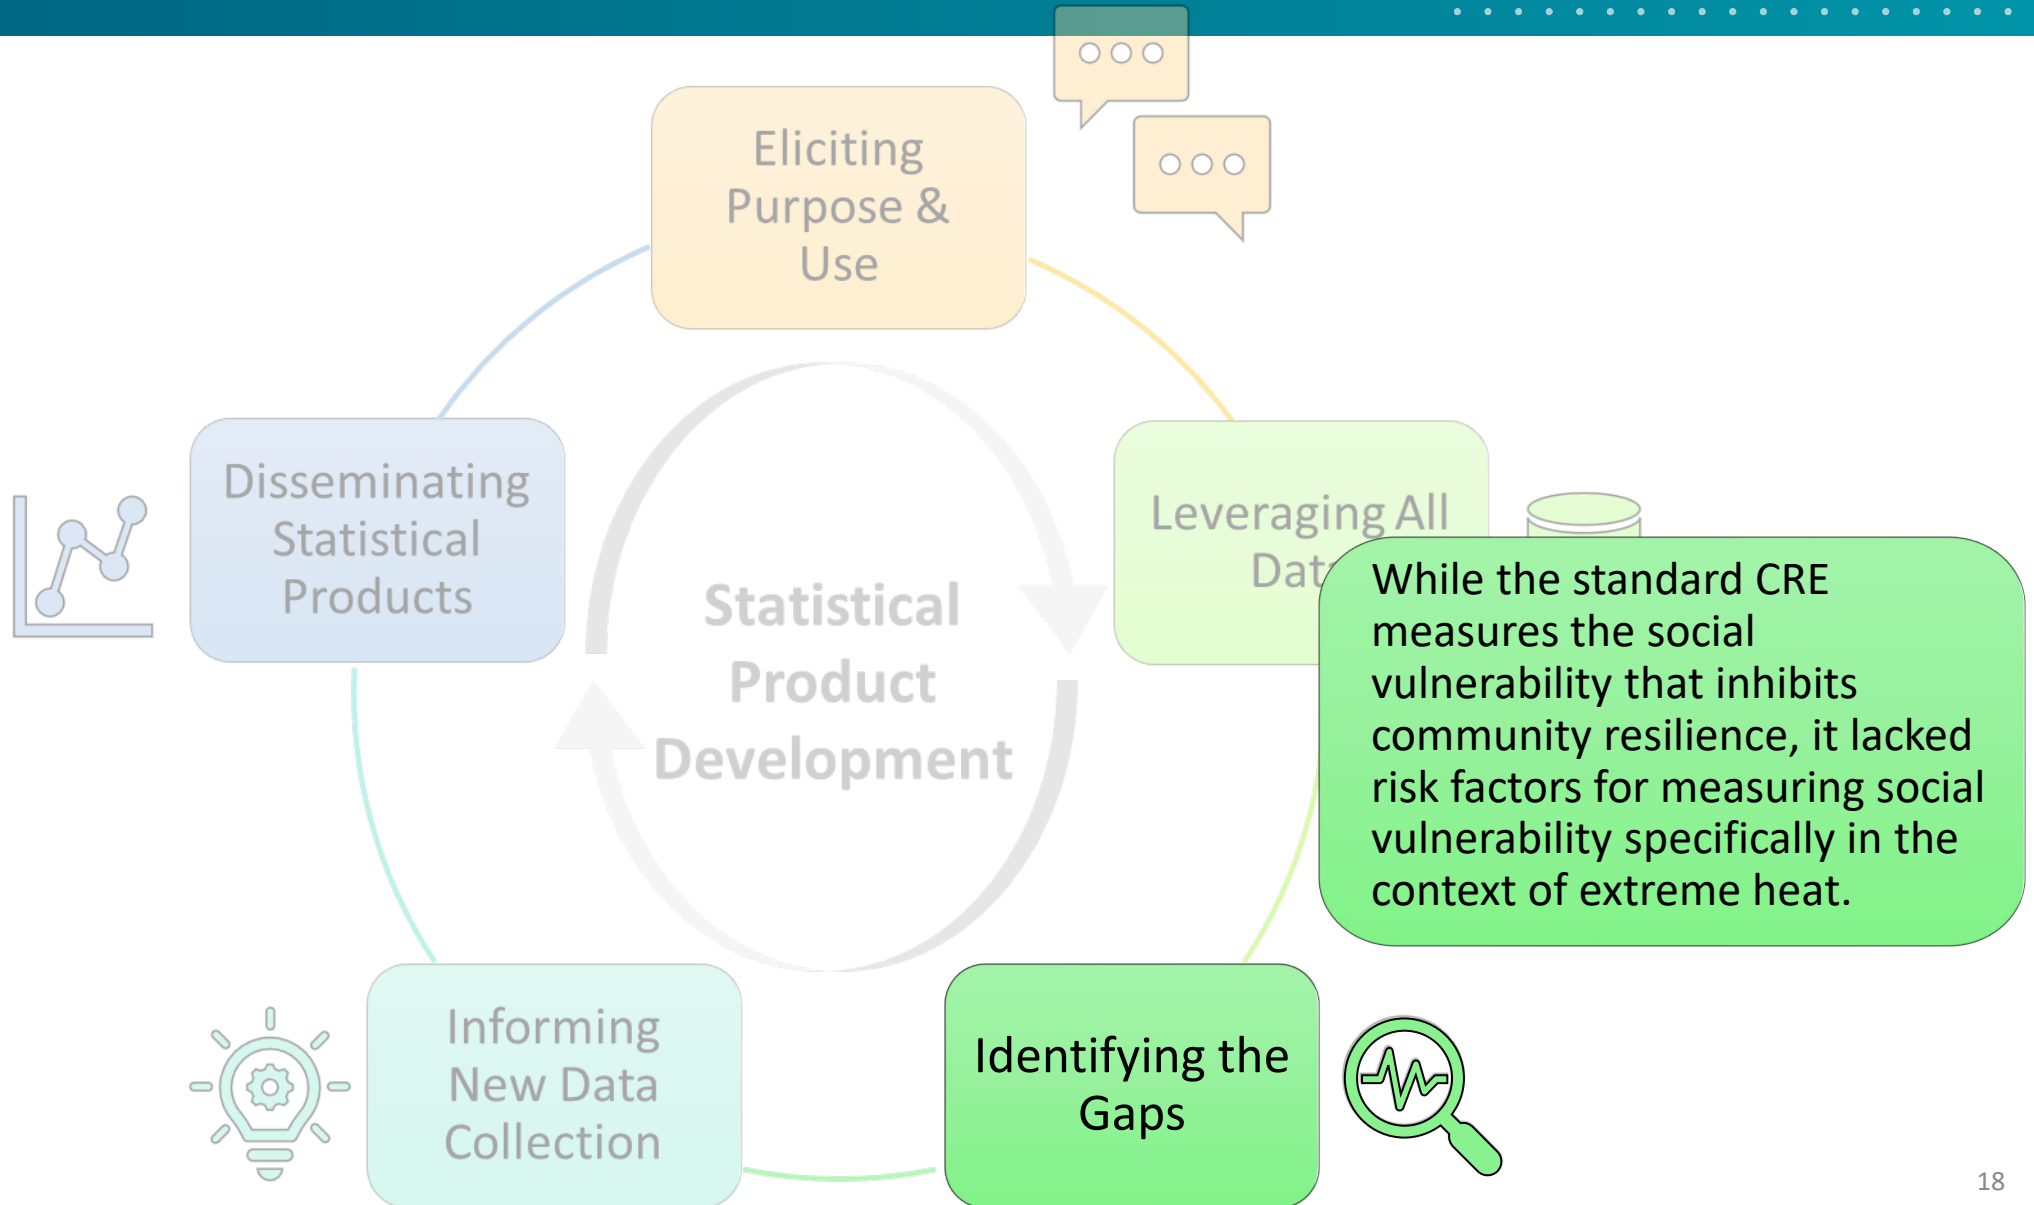 Eliciting
Purpose &
Use
Disseminating
Statistical
Products
Statistical
Product
Development
Leveraging All
Dat
While the standard CRE
measures the social
vulnerability that inhibits
community resilience, it lacked
risk factors for measuring social
vulnerability specifically in the
context of extreme heat.
Informing
New Data
Collection
Identifying the
Gaps
18